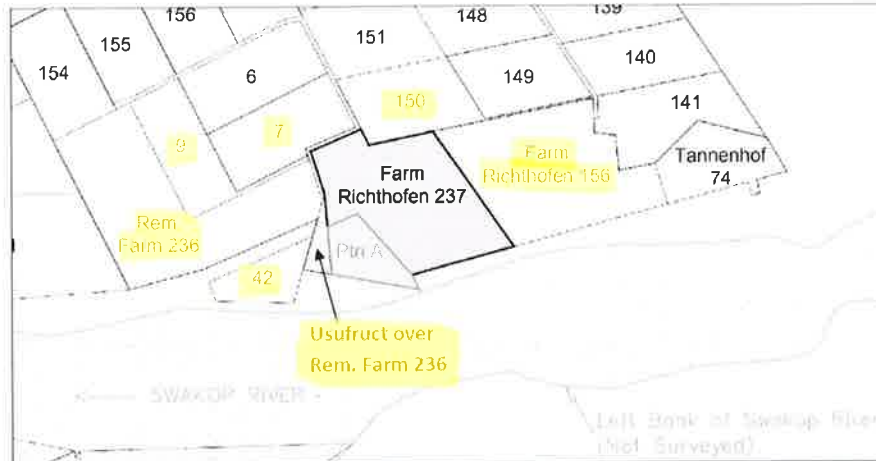 156
148
139
155
151
140
154
6
149
150
141
7
9
Farm
Richthofen 237
Farm
Richthofen 156
Tannenhof
74
Rem.
Farm 236
Ptn A
42
Usufruct over
Rem. Farm 236
<---- SWAKOP RIVER -
Left Bank of Swakop River
(Not Surveyed)